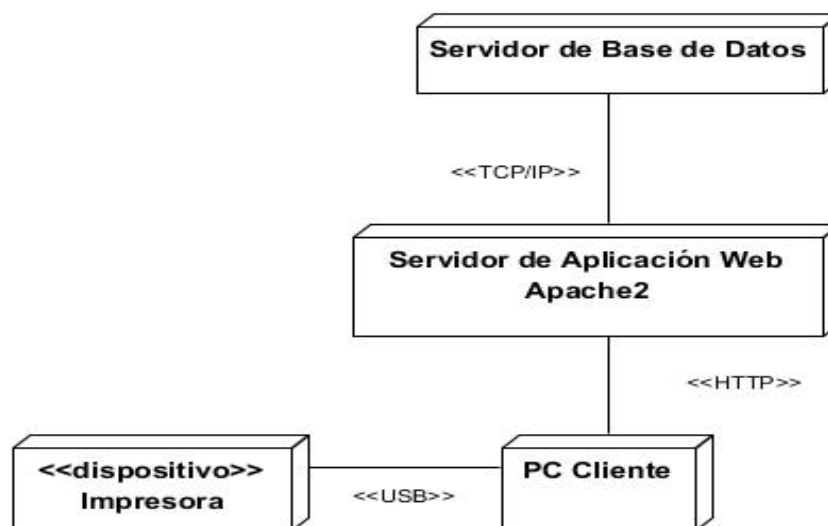 Servidor de Base de Datos
<<TCP/IP>>
Servidor de Aplicación Web
Apache2
<<HTTP>>
<<dispositivo>>
Impresora
<<USB>>
PC Cliente